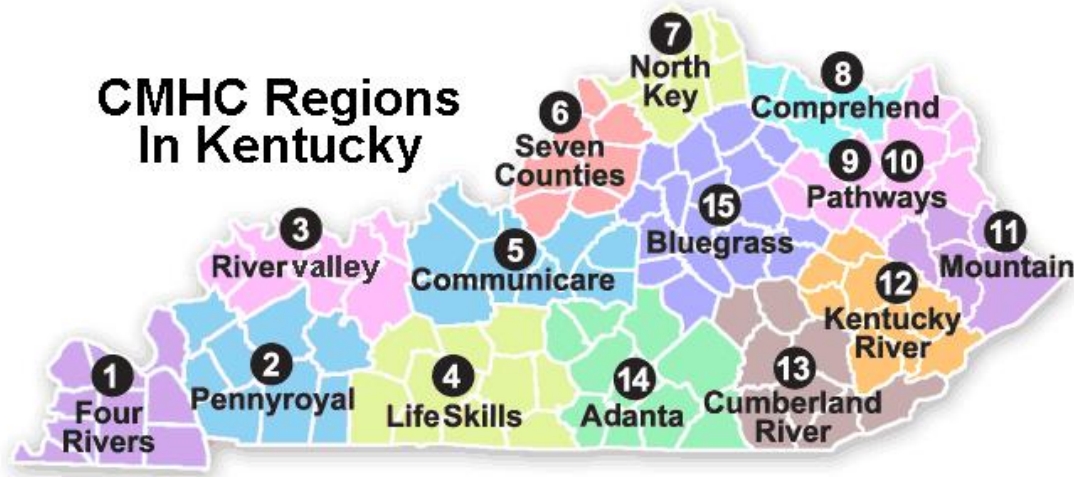 CMHC Regions
In Kentucky
1
Four
Rivers
2
Pennyroyal
3
River valley
4
LifeSkills
5
Communicare
6
Seven
Counties
7
North
Key
8
Comprehend
9 10
Pathways
11
Mountain
12
Kentucky
River
13
Cumberland
River
14
Adanta
15
Bluegrass